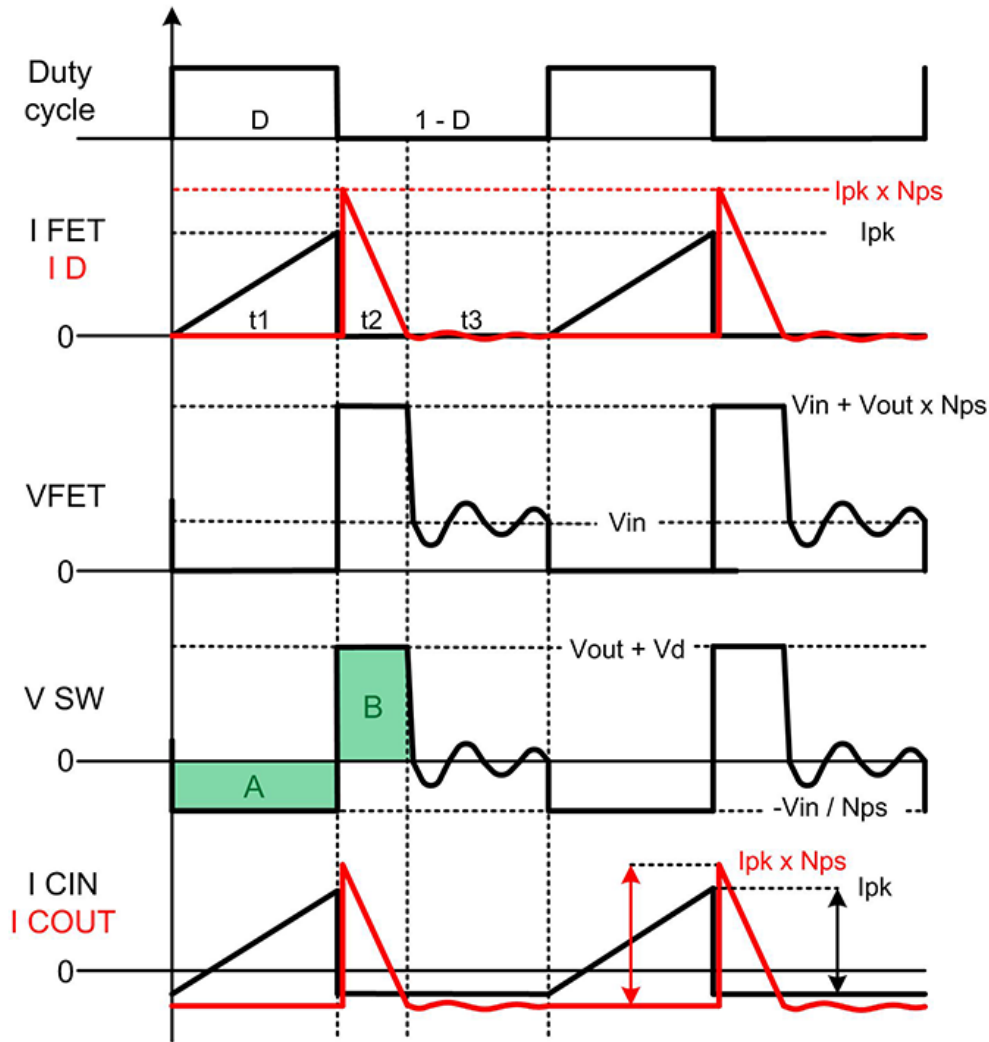 Duty
cycle
D
1 - D
Ipk x Nps
I FET
I D
Ipk
0
t1
t2
t3
Vin + Vout x Nps
VFET
Vin
0
Vout + Vd
V SW
B
0
A
-Vin / Nps
Ipk x Nps
I CIN
I COUT
Ipk
0